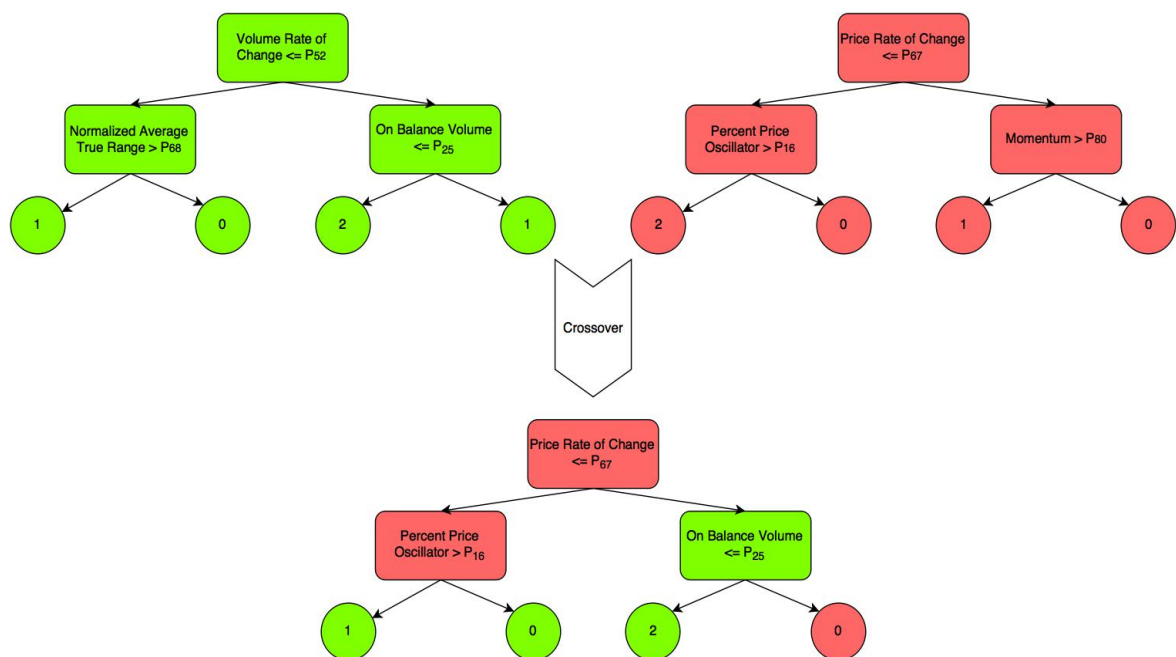 Volume Rate of
Change <= P52
Price Rate of Change
<= P67
Normalized Average
True Range > P68
On Balance Volume
<= P25
Percent Price
Oscillator > P16
Momentum > P80
1
0
2
1
2
0
1
0
Crossover
Price Rate of Change
<= P67
Percent Price
Oscillator > P16
On Balance Volume
<= P25
1
0
2
0